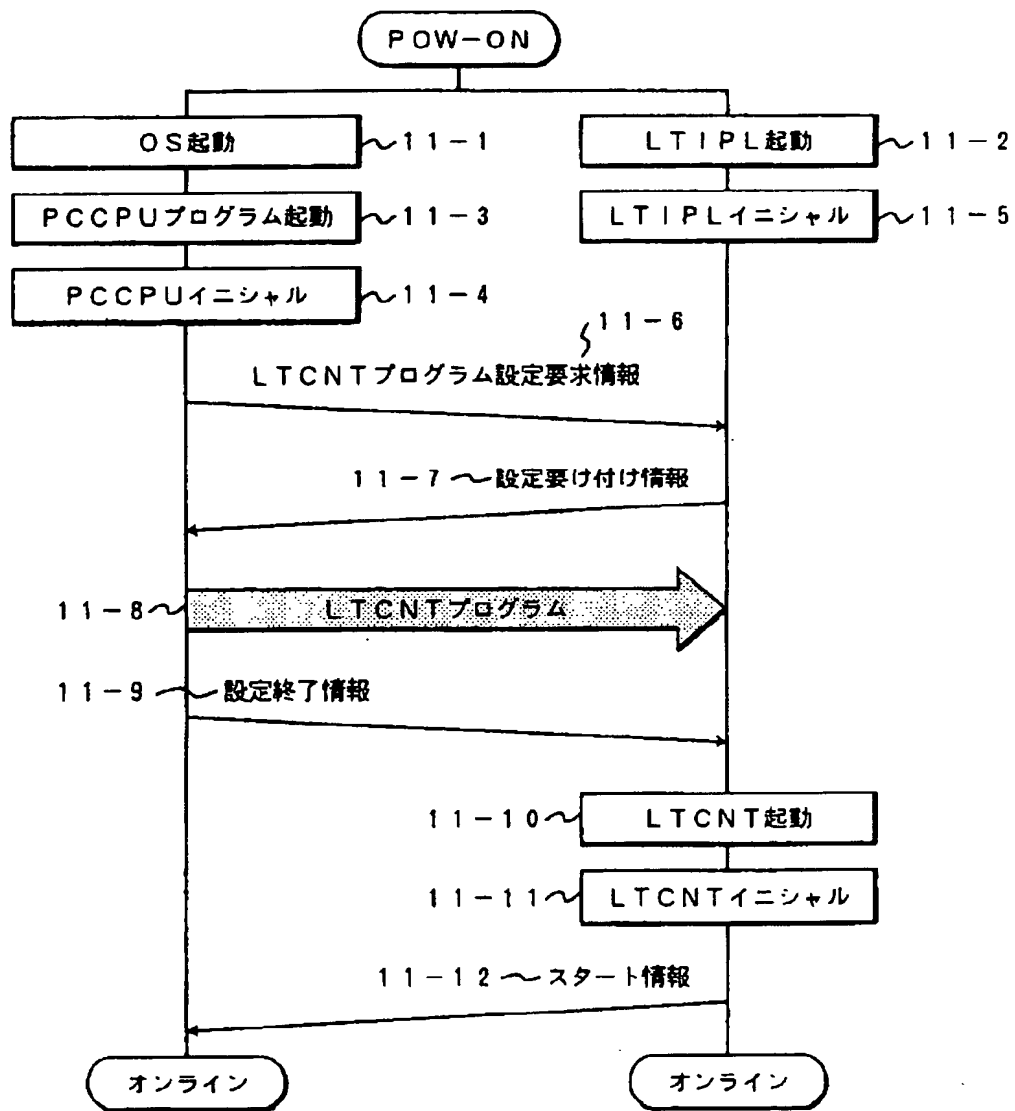 POW-ON
OS起動
11-1
LTIPL起動
11-2
PCCPUプログラム起動
11-3
LTIPLイニシャル
11-5
PCCPUイニシャル
11-4
11-6
LTCNTプログラム設定要求情報
11-7
設定要け付け情報
11-8
LTCNTプログラム
11-9
設定終了情報
11-10
LTCNT起動
11-11
LTCNTイニシャル
11-12
スタート情報
オンライン
オンライン